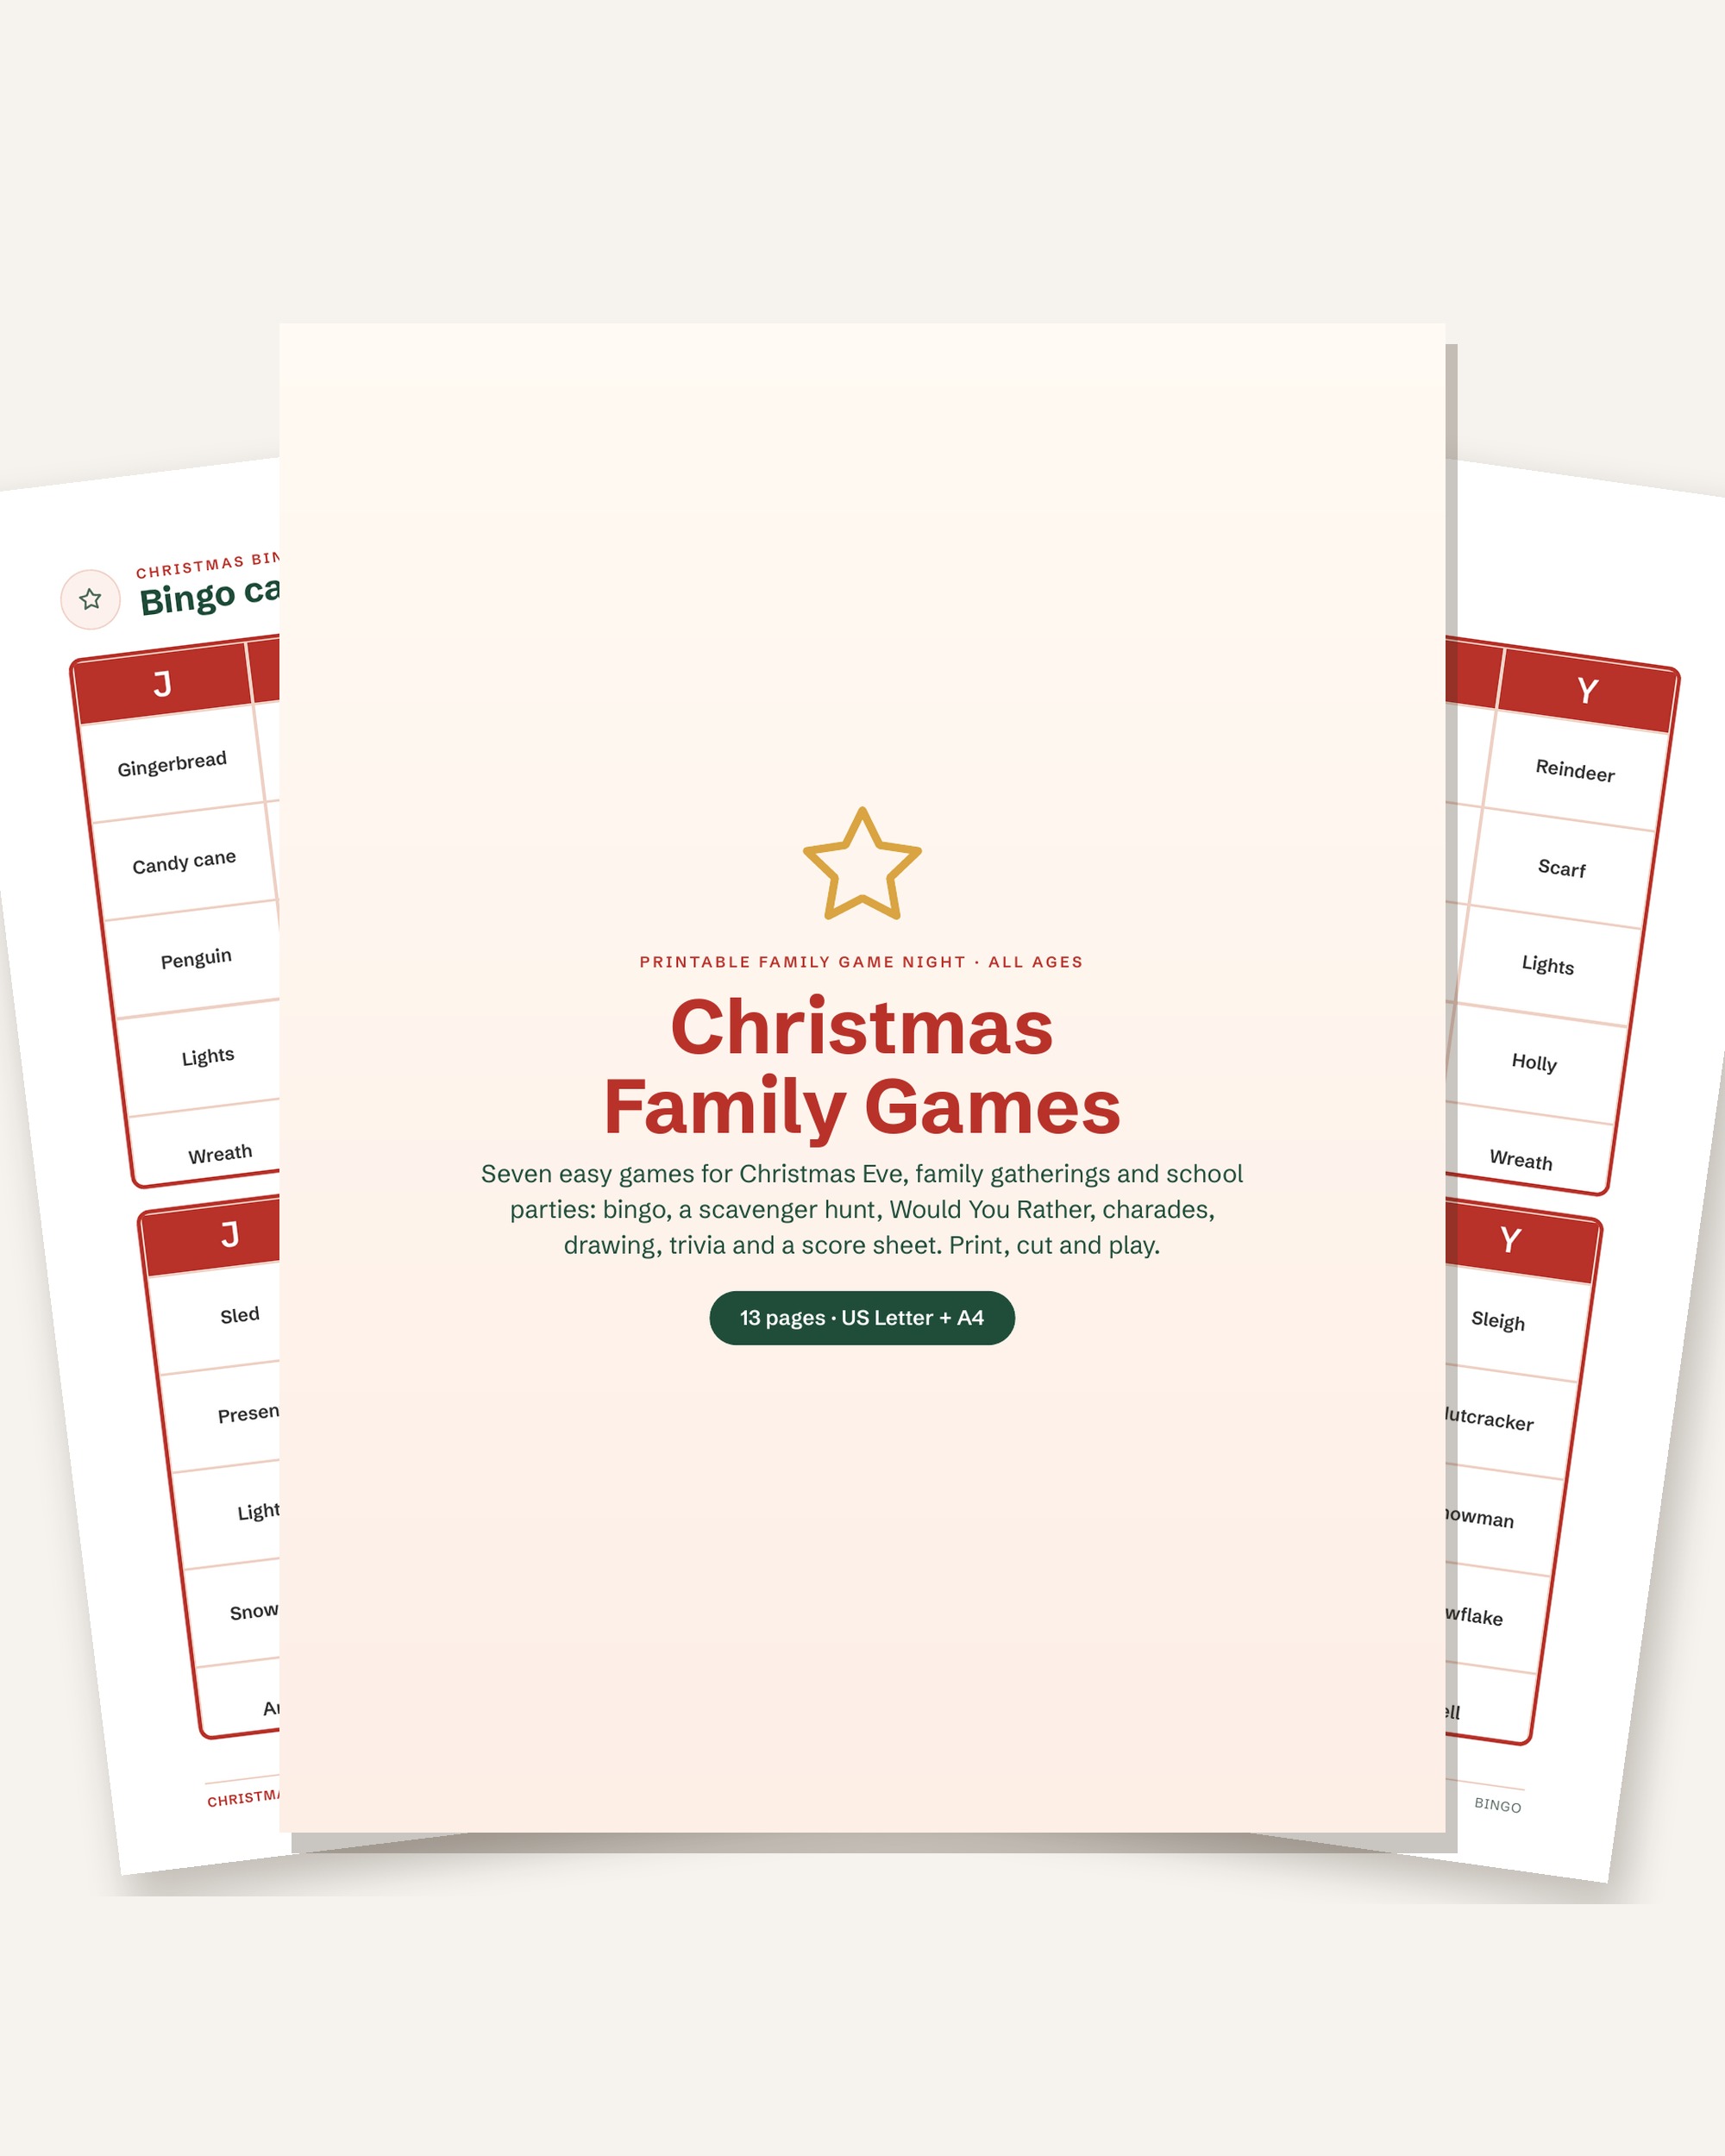 CHRISTMAS
Bingo
J
Gingerbread
Candy cane
Penguin
Lights
Wreath
J
Sled
PRINTABLE FAMILY GAME NIGHT · ALL AGES
Christmas
Family Games
Seven easy games for Christmas Eve, family gatherings and school
parties: bingo, a scavenger hunt, Would You Rather, charades,
drawing, trivia and a score sheet. Print, cut and play.
13 pages · US Letter + A4
Y
Reindeer
Scarf
Lights
Holly
Wreath
Y
Sleigh
BINGO